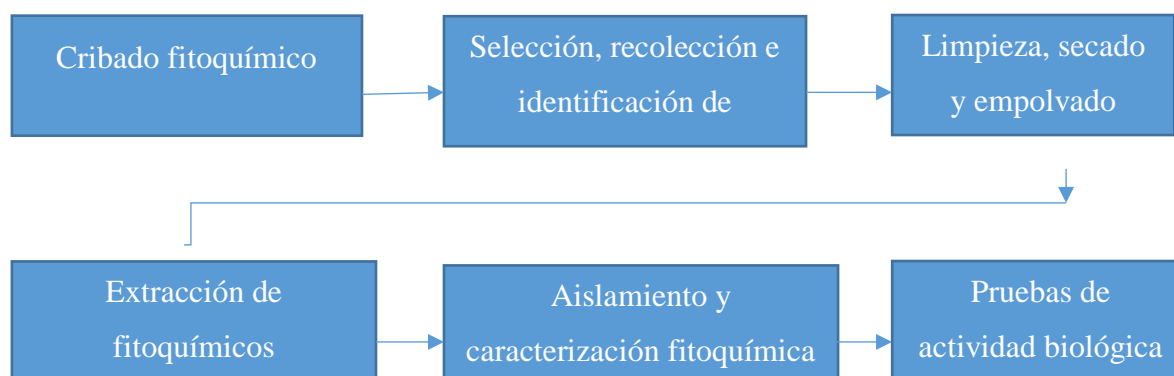 Cribado fitoquímico
Selección, recolección e
identificación de
Limpieza, secado
y empolvado
Extracción de
fitoquímicos
Aislamiento y
caracterización fitoquímica
Pruebas de
actividad biológica